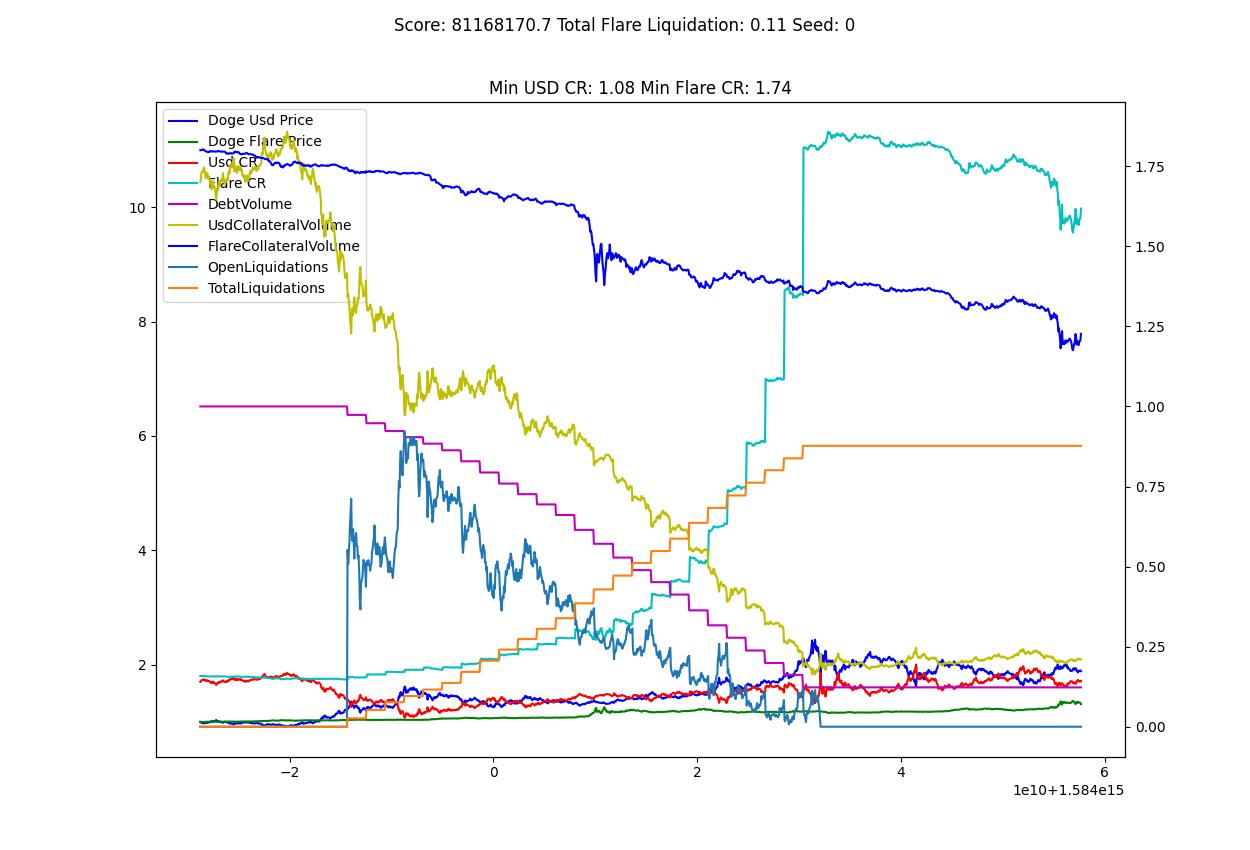 Score: 81168170.7 Total Flare Liquidation: 0.11 Seed: 0
Min USD CR: 1.08 Min Flare CR: 1.74
Doge Usd Price
Doge Flare Price
Usd CR
Flare CR
DebtVolume
UsdCollateralVolume
FlareCollateralVolume
OpenLiquidations
TotalLiquidations
10
8
6
4
2
1.75
1.50
1.25
1.00
0.75
0.50
0.25
0.00
−2
0
2
4
6
1e10+1.584e15